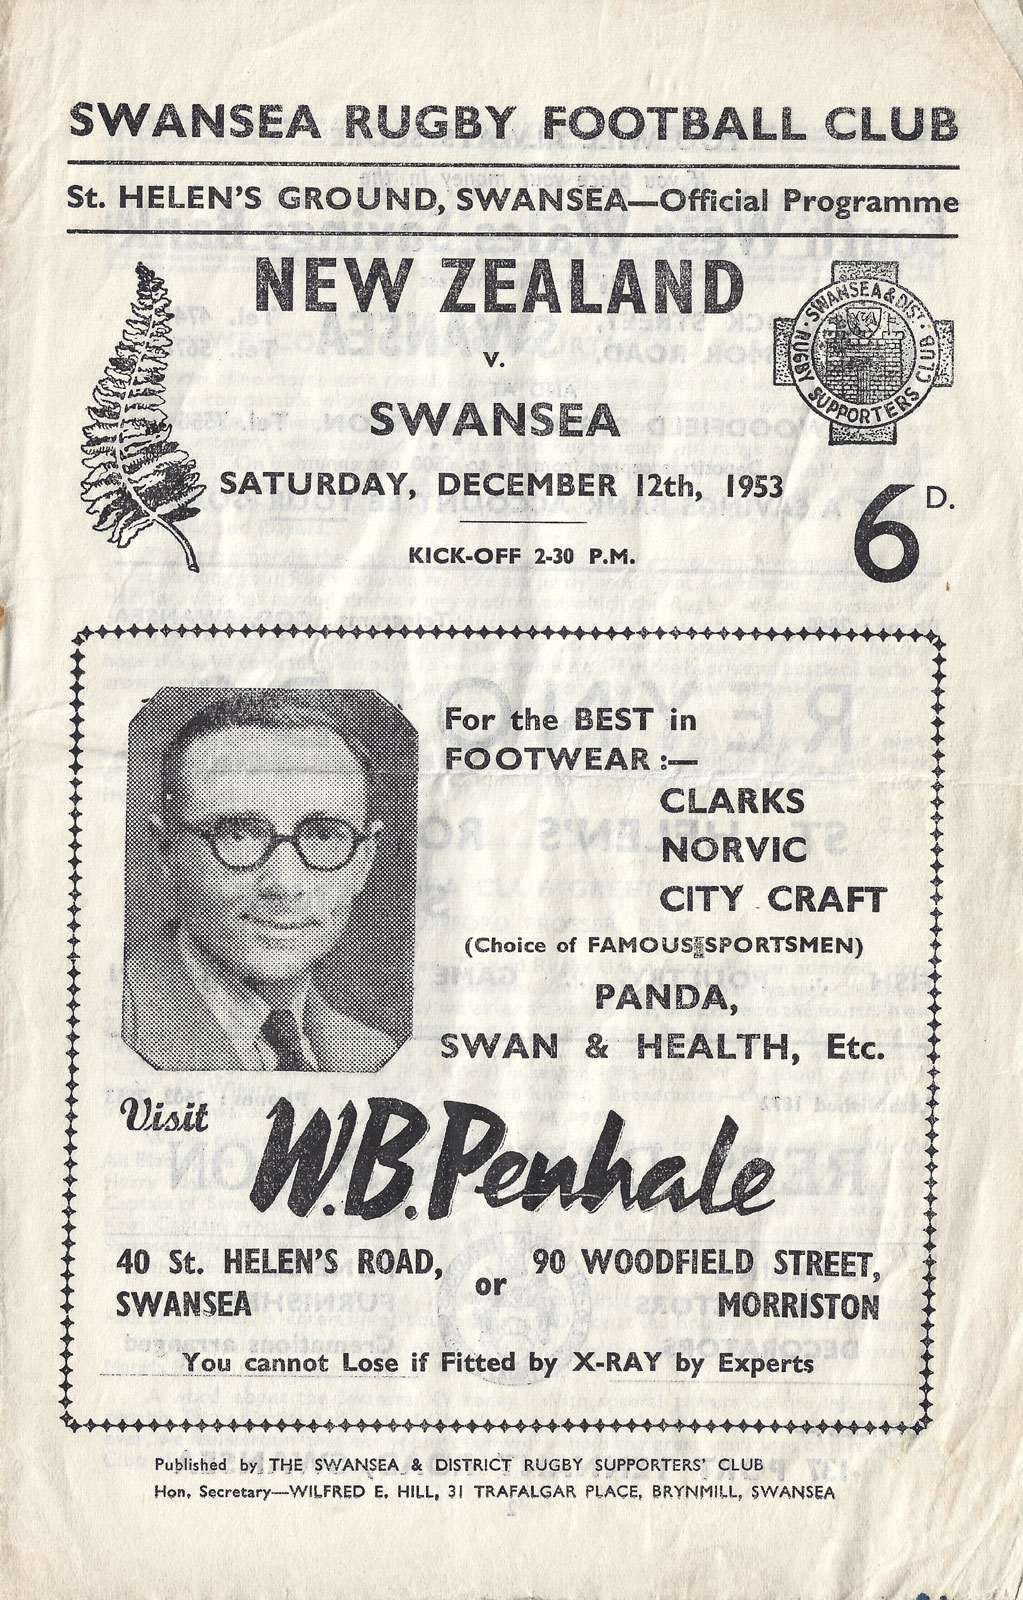 SWANSEA RUGBY FOOTBALL CLUB
St. HELEN'S GROUND, SWANSEA—Official Programme
NEW ZEALAND
v.
SWANSEA
SATURDAY, DECEMBER 12th, 1953
KICK-OFF 2-30 P.M.
SWANSEA & DIST. RUGBY SUPPORTERS CLUB
6D.
For the BEST in
FOOTWEAR :—
CLARKS
NORVIC
CITY CRAFT
(Choice of FAMOUS SPORTSMEN)
PANDA,
SWAN & HEALTH, Etc.
Visit
W.B. Penhale
40 St. HELEN'S ROAD,
SWANSEA
or
90 WOODFIELD STREET,
MORRISTON
You cannot Lose if Fitted by X-RAY by Experts
Published by THE SWANSEA & DISTRICT RUGBY SUPPORTERS' CLUB
Hon. Secretary—WILFRED E. HILL, 31 TRAFALGAR PLACE, BRYNMILL, SWANSEA